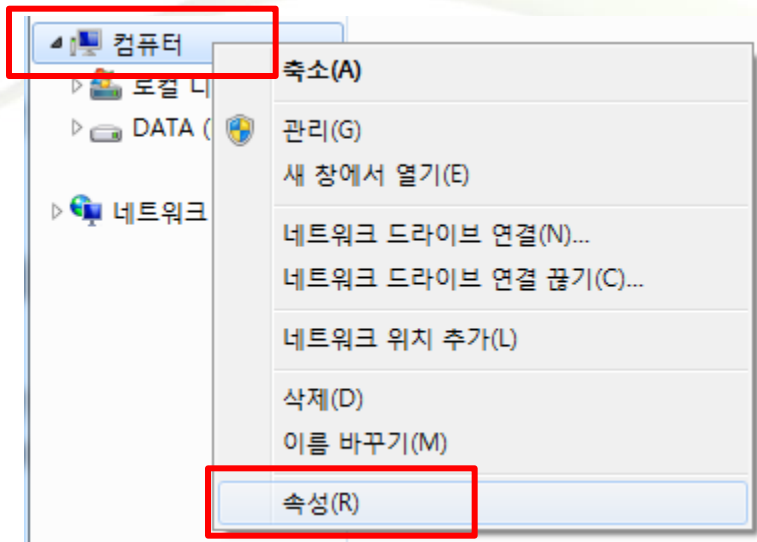 컴퓨터
로컬 디
DATA (
네트워크
축소(A)
관리(G)
새 창에서 열기(E)
네트워크 드라이브 연결(N)...
네트워크 드라이브 연결 끊기(C)...
네트워크 위치 추가(L)
삭제(D)
이름 바꾸기(M)
속성(R)